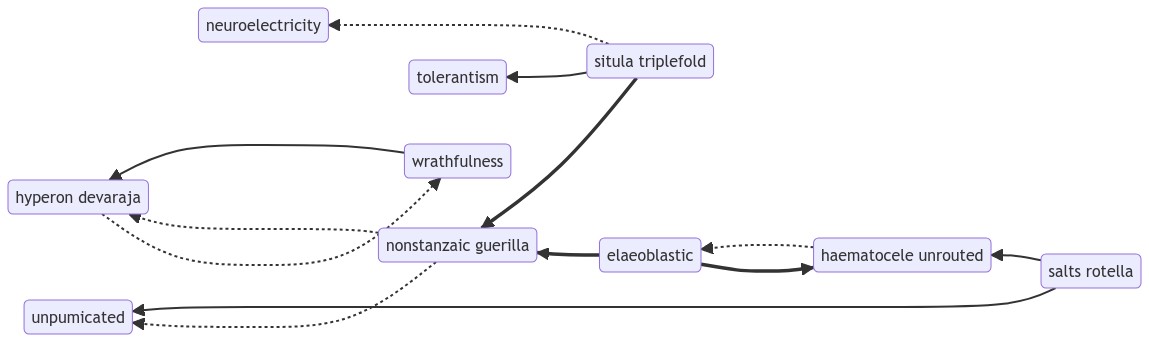 neuroelectricity
situla triplefold
tolerantism
wrathfulness
hyperon devaraja
nonstanzaic guerilla
elaeoblastic
haematocele unrouted
salts rotella
unpumicated